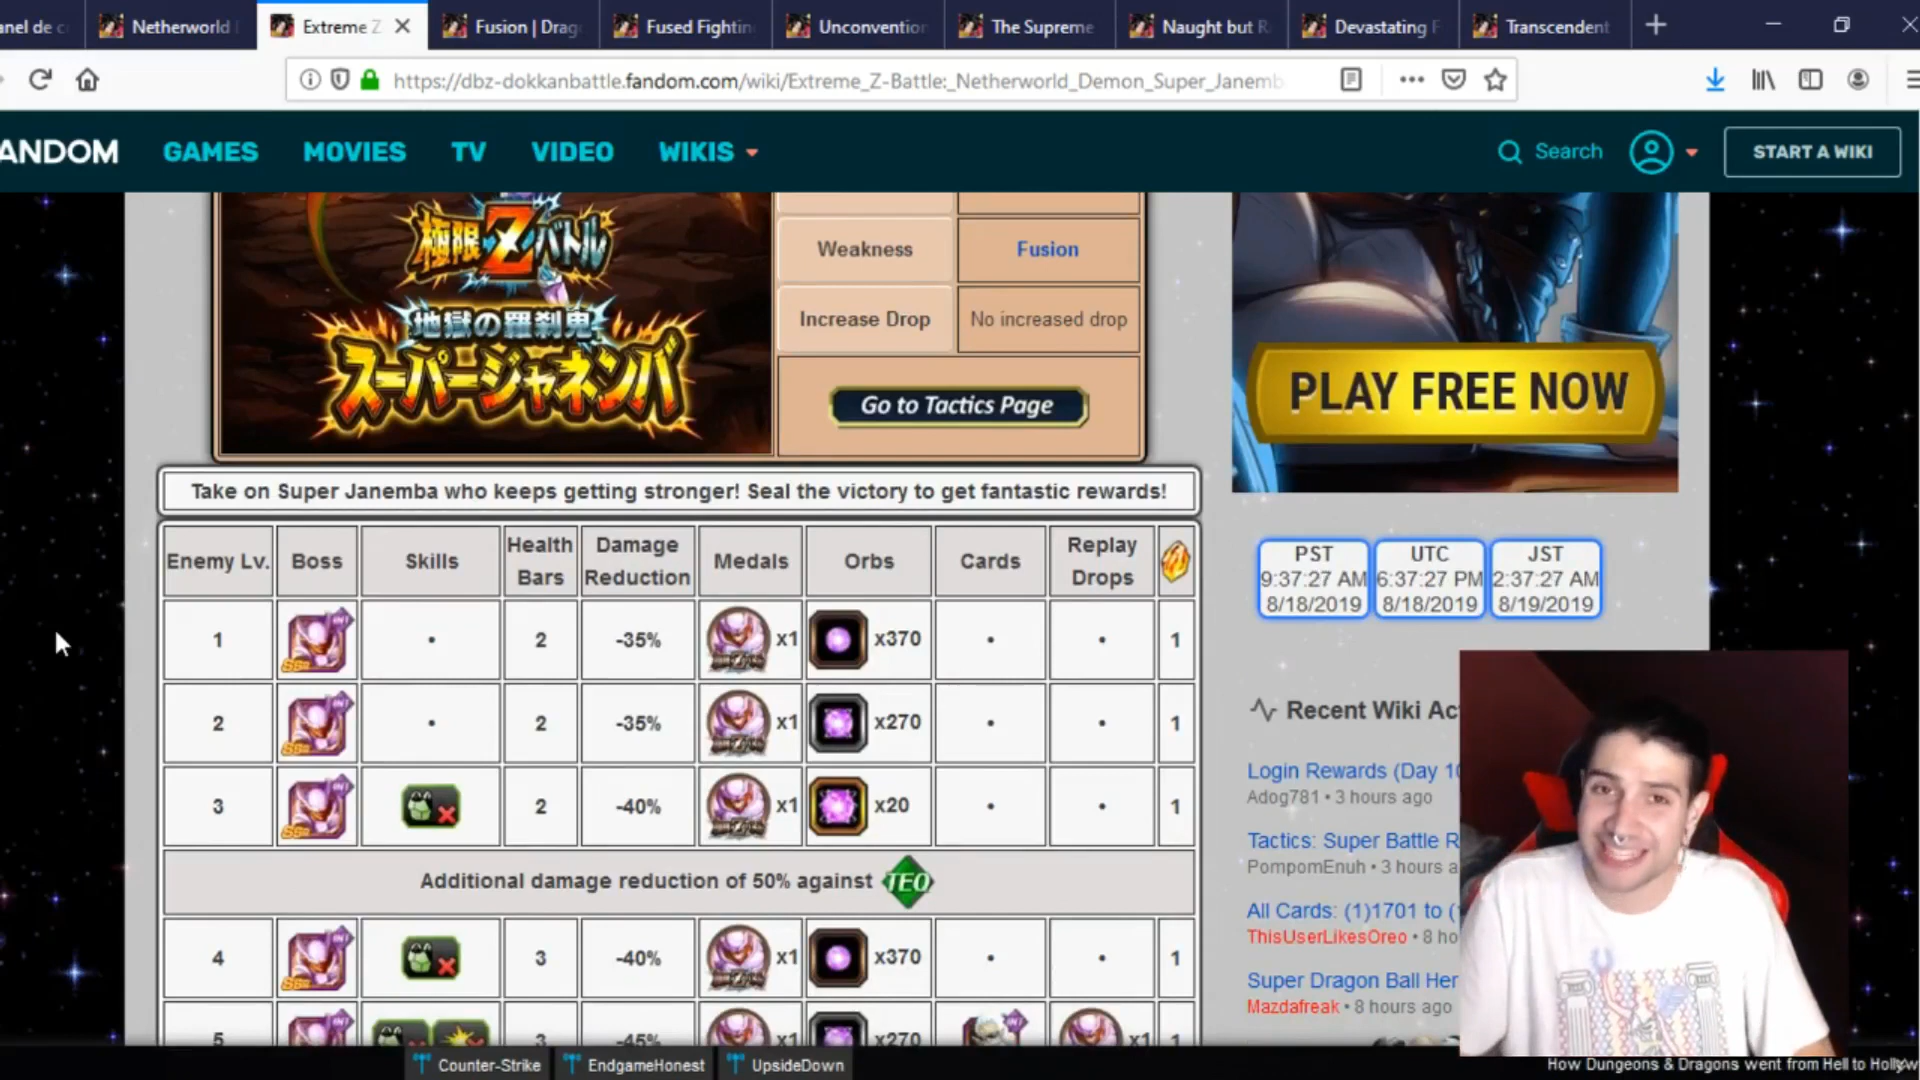 Netherworld
Extreme Z
Fusion | Drag
Fused Fightin
Unconvention
The Supreme
Naught but R
Devastating F
Transcendent
https://dbz-dokkanbattle.fandom.com/wiki/Extreme_Z-Battle:_Netherworld_Demon_Super_Janemb
ANDOM
GAMES
MOVIES
TV
VIDEO
WIKIS
Search
START A WIKI
極限Zバトル
地獄の羅刹鬼
スーパージャネンバ
Weakness
Fusion
Increase Drop
No increased drop
Go to Tactics Page
PLAY FREE NOW
Take on Super Janemba who keeps getting stronger! Seal the victory to get fantastic rewards!
Enemy Lv. Boss Skills Health Bars Damage Reduction Medals Orbs Cards Replay Drops
1 • 2 -35% x1 x370 • • 1
2 • 2 -35% x1 x270 • • 1
3 2 -40% x1 x20 • • 1
Additional damage reduction of 50% against TEQ
4 3 -40% x1 x370 • • 1
5 3 -45% x1 x270 x1 1
PST
9:37:27 AM
8/18/2019
UTC
6:37:27 PM
8/18/2019
JST
2:37:27 AM
8/19/2019
Recent Wiki Ac
Login Rewards (Day 10
Adog781 • 3 hours ago
Tactics: Super Battle R
PompomEnuh • 3 hours a
All Cards: (1)1701 to (
ThisUserLikesOreo • 8 ho
Super Dragon Ball Her
Mazdafreak • 8 hours ago
Counter-Strike
EndgameHonest
UpsideDown
How Dungeons & Dragons went from Hell to Hollyw